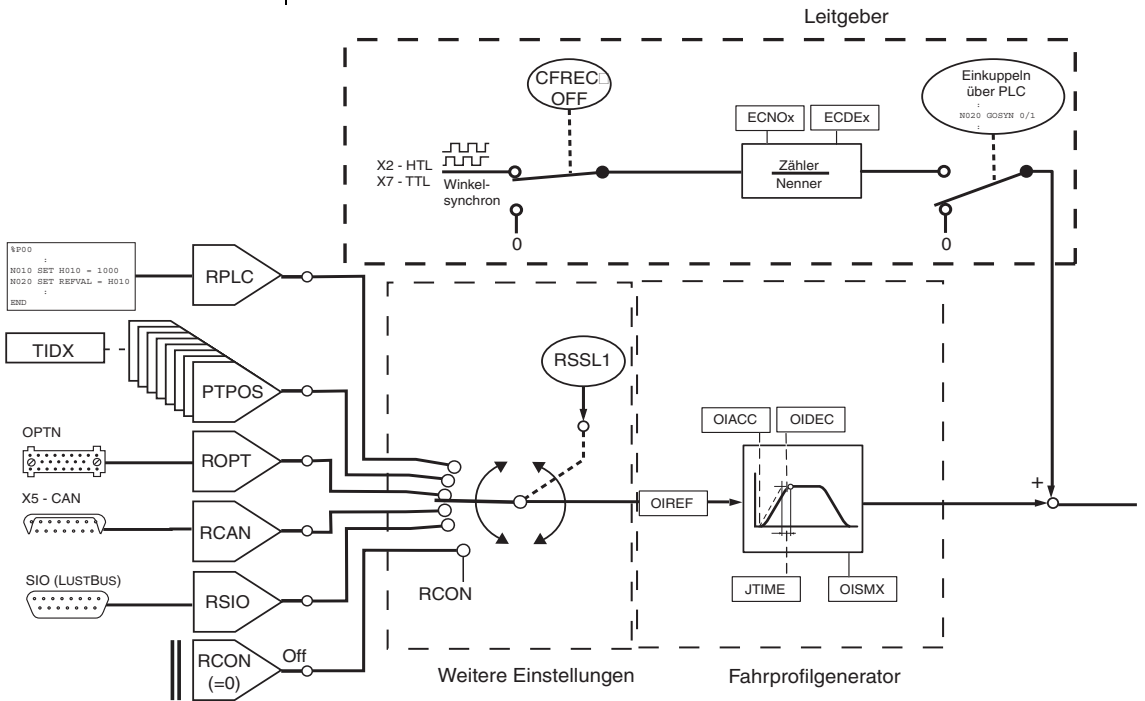 Leitgeber
CFREC
OFF
Einkuppeln
über PLC
:
N020 GOSYN 0/1
:
ECNOx
ECDEx
X2 - HTL
X7 - TTL
Winkel-
synchron
Zähler
Nenner
0
0
%P00
:
N010 SET H010 = 1000
N020 SET REFVAL = H010
:
END
RPLC
TIDX
PTPOS
RSSL1
OPTN
ROPT
OIACC
OIDEC
X5 - CAN
RCAN
OIREF
+
SIO (LUSTBUS)
RSIO
RCON
JTIME
OISMX
RCON
(=0)
Off
Weitere Einstellungen
Fahrprofilgenerator